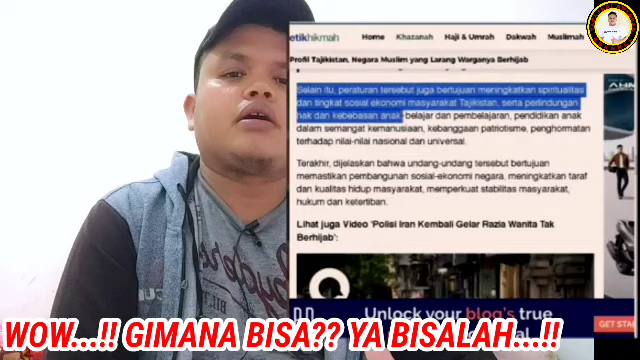 etikhikmah Home Khazanah Haji & Umrah Dakwah Muslimah
Profil Tajikistan, Negara Muslim yang Larang Warganya Berhijab
Selain itu, peraturan tersebut juga bertujuan meningkatkan spiritualitas
dan tingkat sosial ekonomi masyarakat Tajikistan, serta perlindungan
hak dan kebebasan anak, belajar dan pembelajaran, pendidikan anak
dalam semangat kemanusiaan, kebanggaan patriotisme, penghormatan
terhadap nilai-nilai nasional dan universal.
Terakhir, dijelaskan bahwa undang-undang tersebut bertujuan
memastikan pembangunan sosial-ekonomi negara, meningkatkan taraf
dan kualitas hidup masyarakat, memperkuat stabilitas masyarakat,
hukum dan ketertiban.
Lihat juga Video 'Polisi Iran Kembali Gelar Razia Wanita Tak
Berhijab':
Unlock your blog's true
GET STA
WOW...!! GIMANA BISA?? YA BISALAH...!!